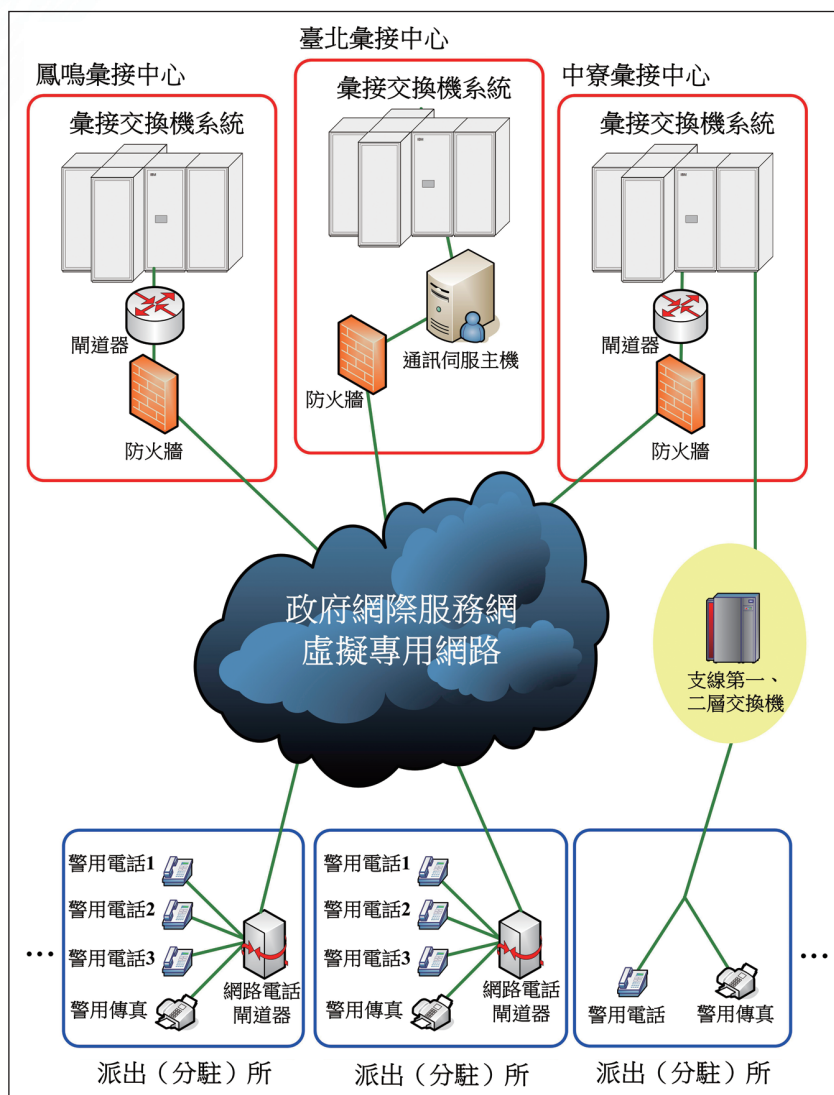 臺北彙接中心
鳳鳴彙接中心
中寮彙接中心
彙接交換機系統
彙接交換機系統
彙接交換機系統
閘道器
防火牆
通訊伺服主機
防火牆
閘道器
防火牆
政府網際服務網
虛擬專用網路
支線第一、
二層交換機
警用電話1
警用電話2
警用電話3
警用傳真
網路電話
閘道器
派出（分駐）所
警用電話1
警用電話2
警用電話3
警用傳真
網路電話
閘道器
派出（分駐）所
警用電話
警用傳真
派出（分駐）所
…
…